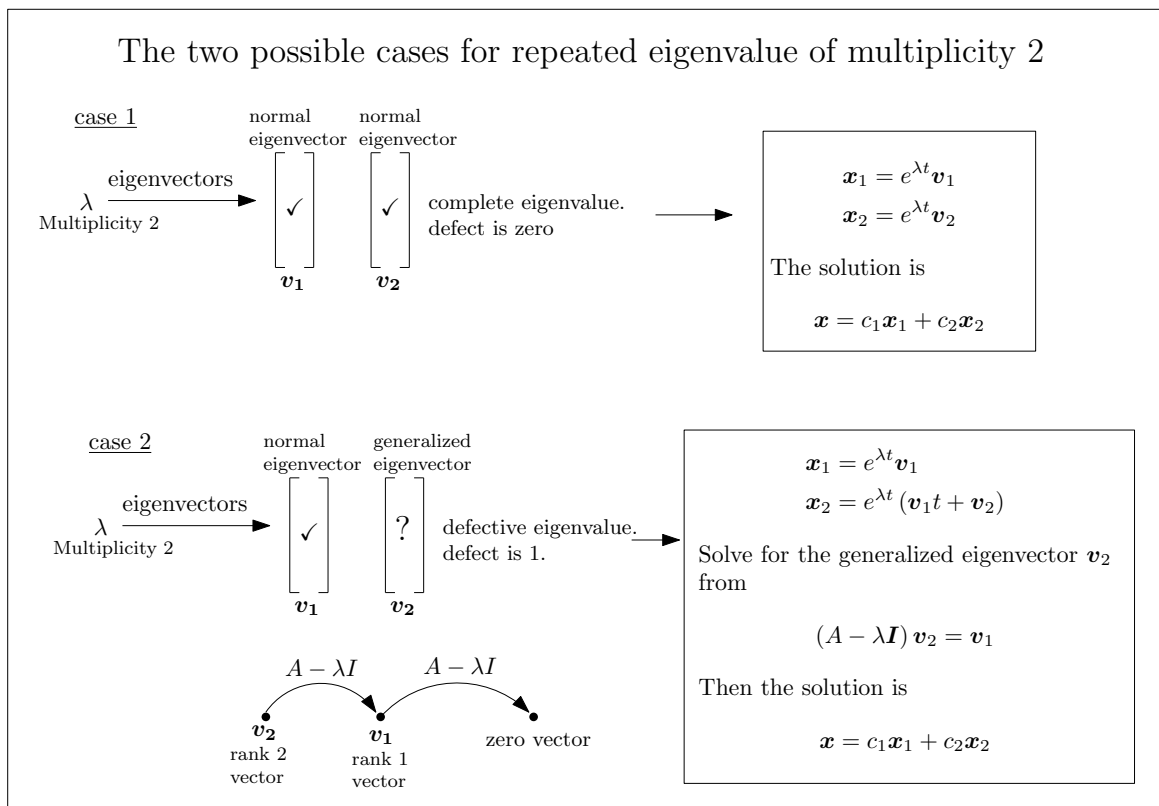 The two possible cases for repeated eigenvalue of multiplicity 2
case 1
normal eigenvector
normal eigenvector
λ
Multiplicity 2
eigenvectors
✓
✓
𝒗₁
𝒗₂
complete eigenvalue.
defect is zero
𝒙₁ = e^{λt}𝒗₁
𝒙₂ = e^{λt}𝒗₂
The solution is
𝒙 = c₁𝒙₁ + c₂𝒙₂
case 2
normal
eigenvector
generalized
eigenvector
λ
Multiplicity 2
eigenvectors
✓
?
𝒗₁
𝒗₂
defective eigenvalue.
defect is 1.
𝒙₁ = e^{λt}𝒗₁
𝒙₂ = e^{λt} (𝒗₁t + 𝒗₂)
Solve for the generalized eigenvector 𝒗₂
from
(A − λ𝑰) 𝒗₂ = 𝒗₁
Then the solution is
𝒙 = c₁𝒙₁ + c₂𝒙₂
A − λI
A − λI
𝒗₂
rank 2
vector
𝒗₁
rank 1
vector
zero vector